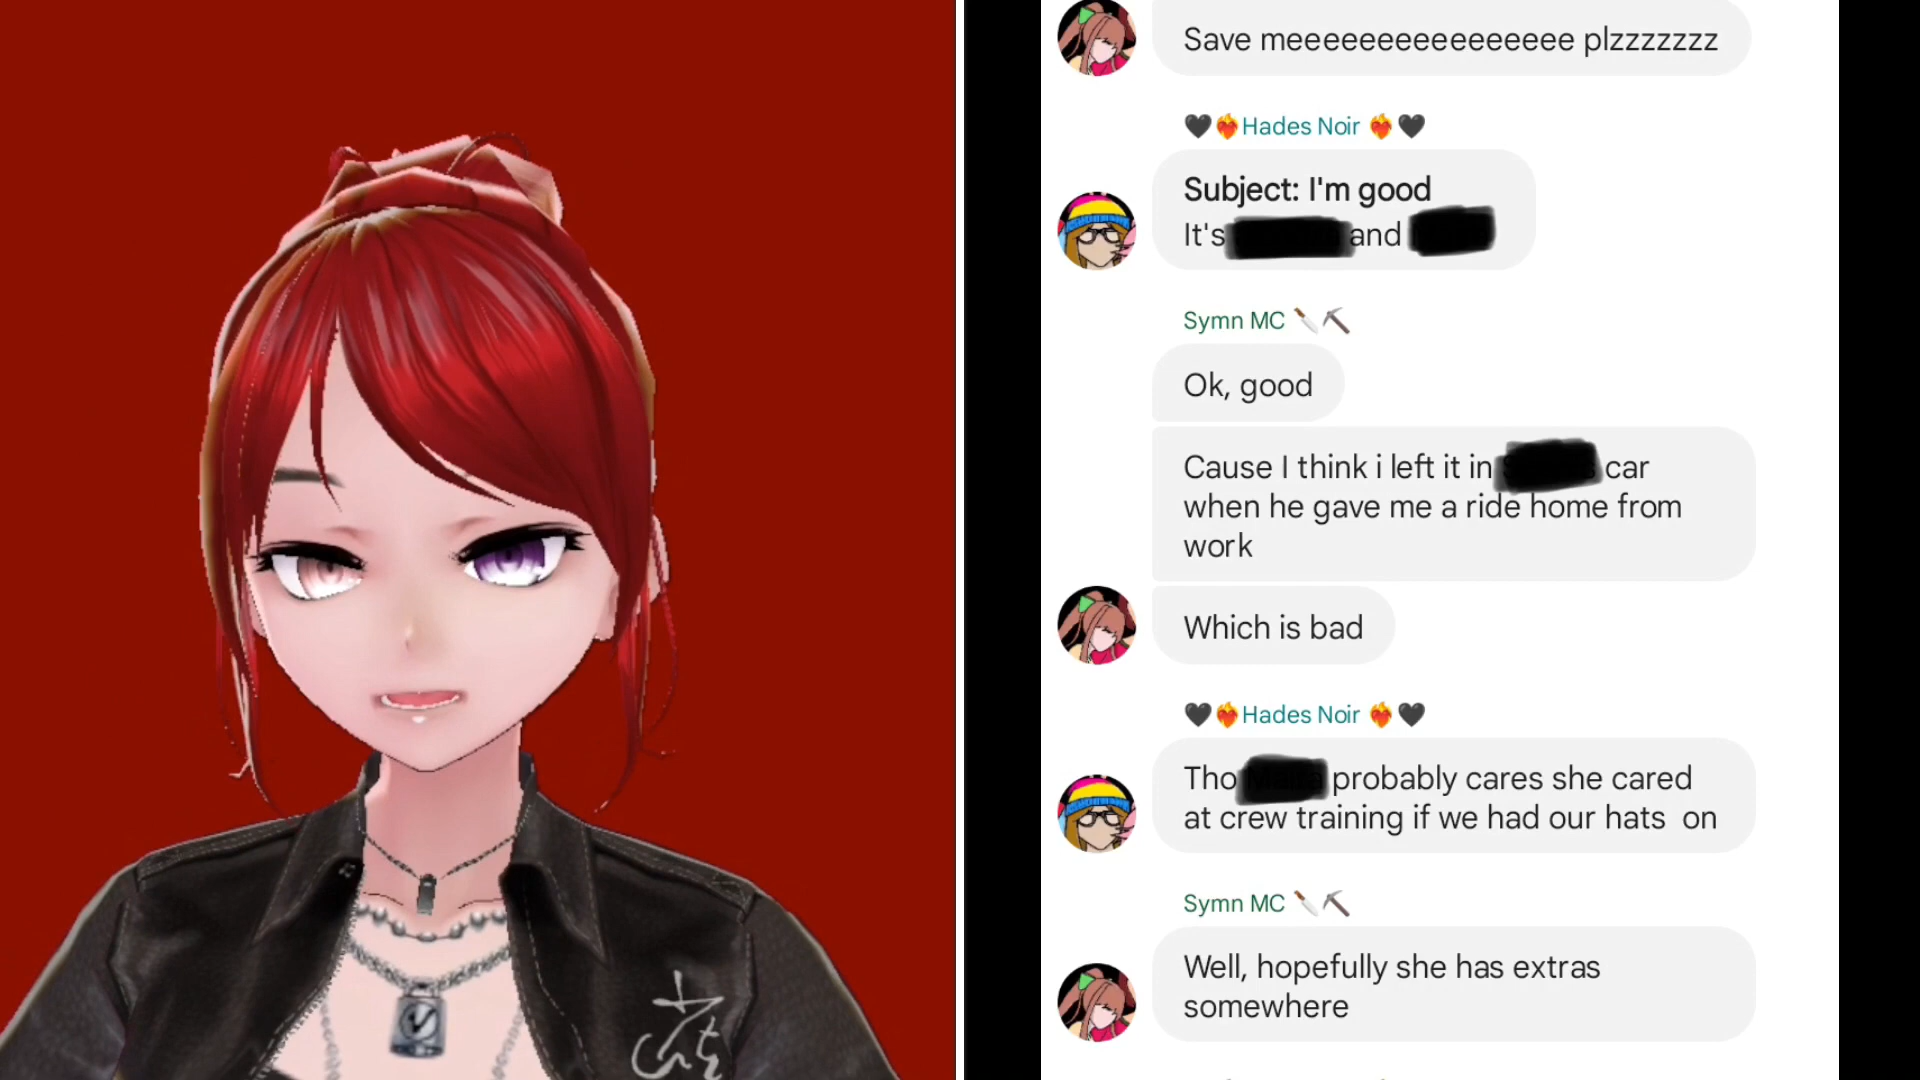 Save meeeeeeeeeeeeeeee plzzzzzzz
🖤❤️‍🔥Hades Noir ❤️‍🔥🖤
Subject: I'm good
It's and
Symn MC 🔪⛏️
Ok, good
Cause I think i left it in car
when he gave me a ride home from
work
Which is bad
🖤❤️‍🔥Hades Noir ❤️‍🔥🖤
Tho probably cares she cared
at crew training if we had our hats on
Symn MC 🔪⛏️
Well, hopefully she has extras
somewhere